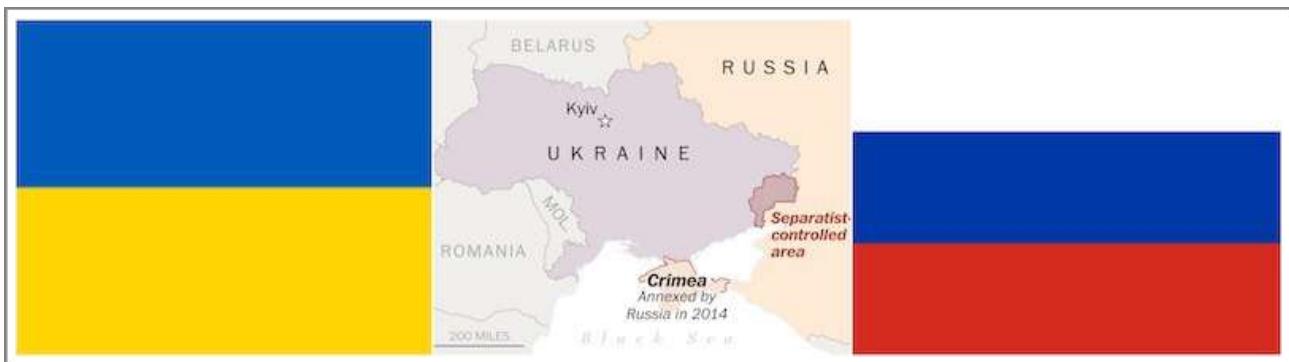 BELARUS
RUSSIA
Kyiv
UKRAINE
MOL.
Separatist-
controlled
area
ROMANIA
Crimea
Annexed by
Russia in 2014
200 MILES
Black Sea